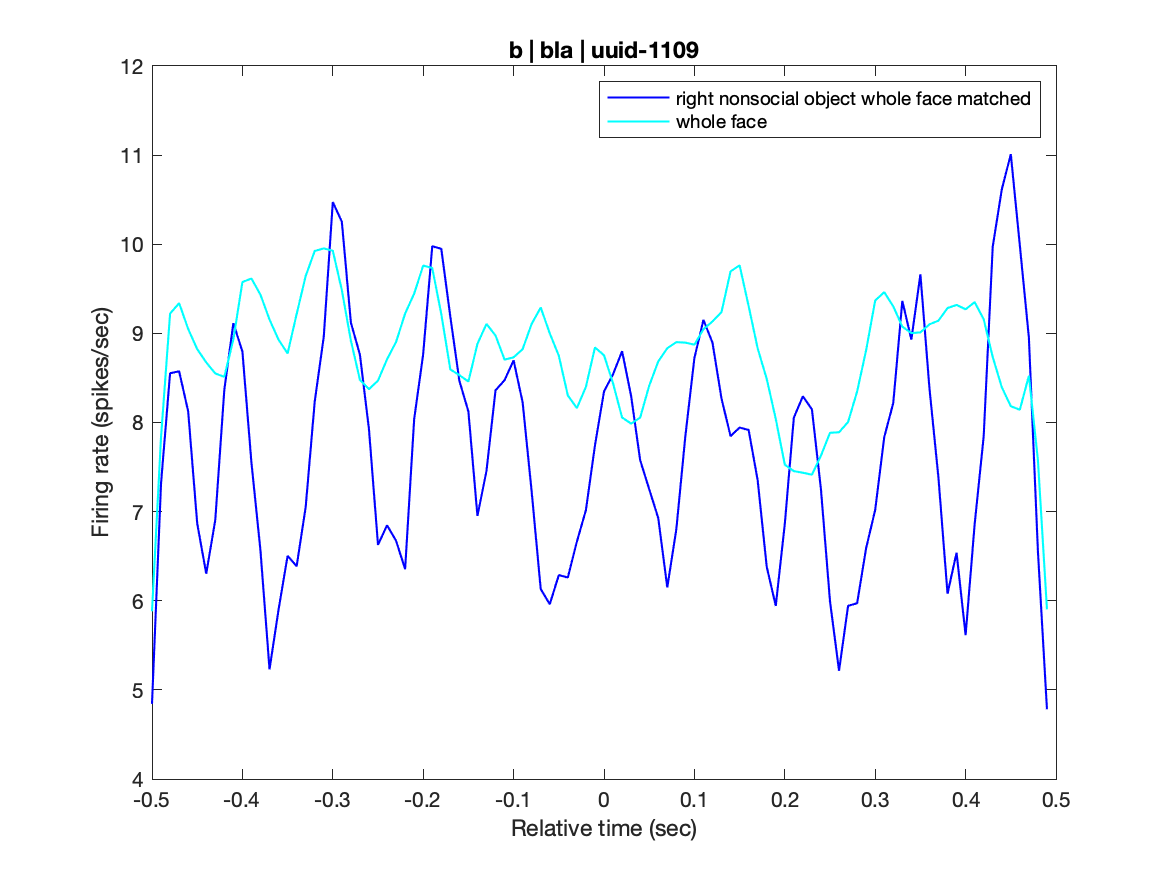 b | bla | uuid-1109
right nonsocial object whole face matched
whole face
Firing rate (spikes/sec)
12
11
10
9
8
7
6
5
4
-0.5 -0.4 -0.3 -0.2 -0.1 0 0.1 0.2 0.3 0.4 0.5
Relative time (sec)